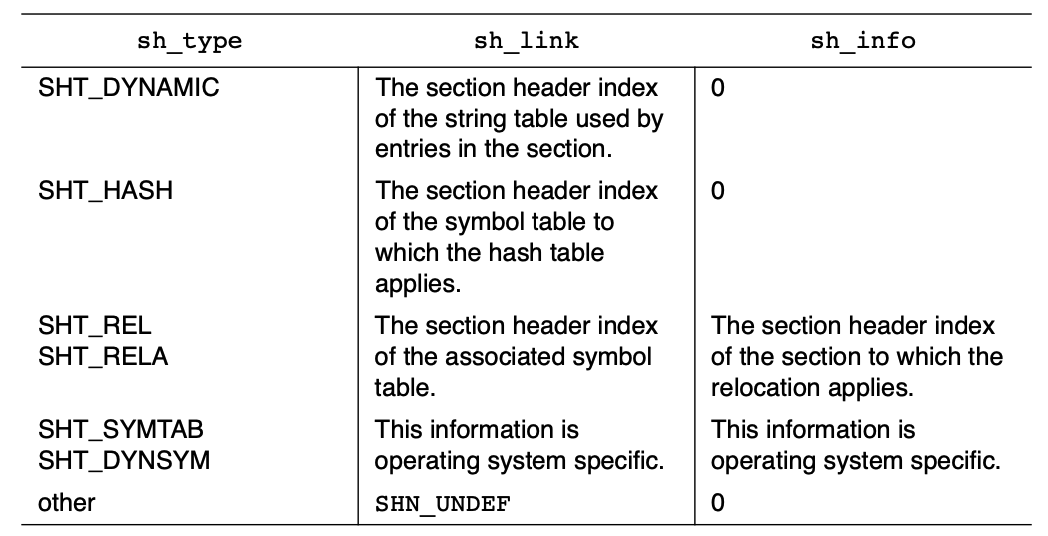 sh_type sh_link sh_info
SHT_DYNAMIC The section header index 0
of the string table used by
entries in the section.
SHT_HASH The section header index 0
of the symbol table to
which the hash table
applies.
SHT_REL The section header index The section header index
SHT_RELA of the associated symbol of the section to which the
table. relocation applies.
SHT_SYMTAB This information is This information is
SHT_DYNSYM operating system specific. operating system specific.
other SHN_UNDEF 0